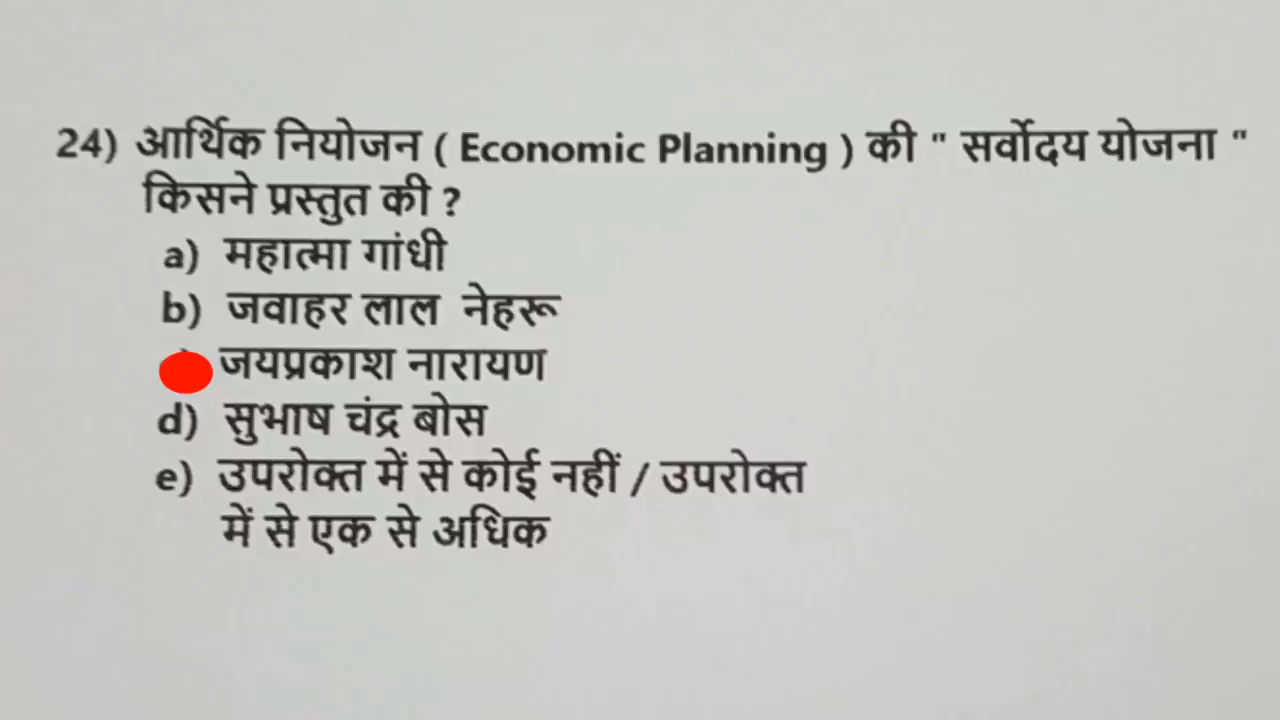 24) आर्थिक नियोजन ( Economic Planning ) की " सर्वोदय योजना "
किसने प्रस्तुत की ?
a) महात्मा गांधी
b) जवाहर लाल नेहरू
जयप्रकाश नारायण
d) सुभाष चंद्र बोस
e) उपरोक्त में से कोई नहीं / उपरोक्त
में से एक से अधिक